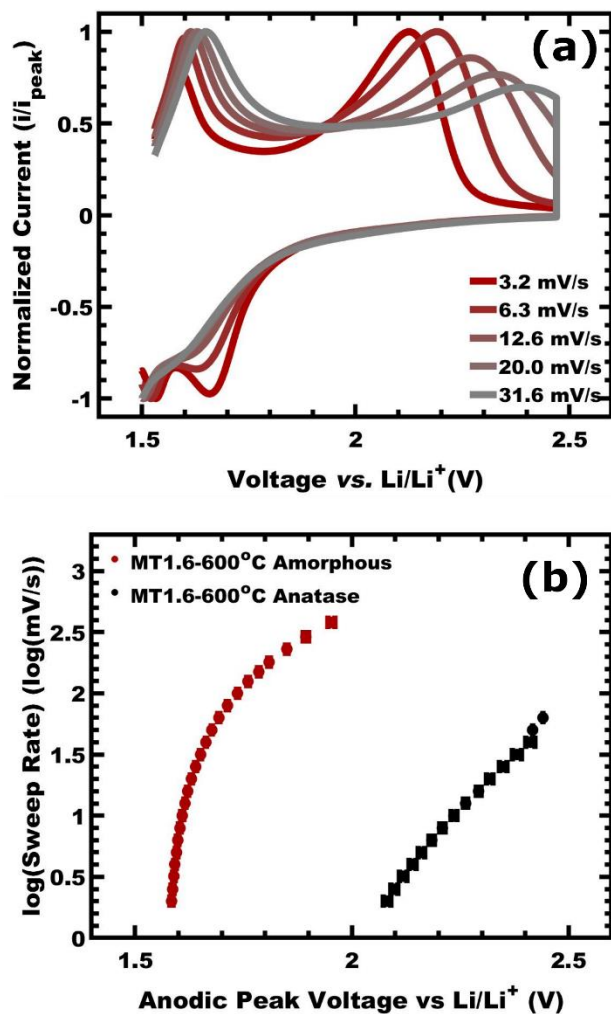 (a)
Normalized Current (i/i_peak)
1
0.5
0
-0.5
-1
3.2 mV/s
6.3 mV/s
12.6 mV/s
20.0 mV/s
31.6 mV/s
1.5 2 2.5
Voltage vs. Li/Li⁺(V)
(b)
MT1.6-600°C Amorphous
MT1.6-600°C Anatase
log(Sweep Rate) (log(mV/s))
3
2.5
2
1.5
1
0.5
0
1.5 2 2.5
Anodic Peak Voltage vs Li/Li⁺ (V)